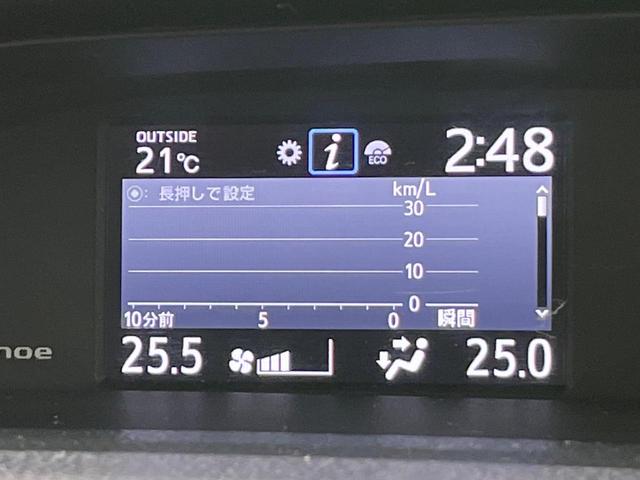 OUTSIDE
21℃ i ECO 2:48
: 長押しで設定 km/L
30
20
10
0
10分前 5 0 瞬間
25.5 25.0
noe